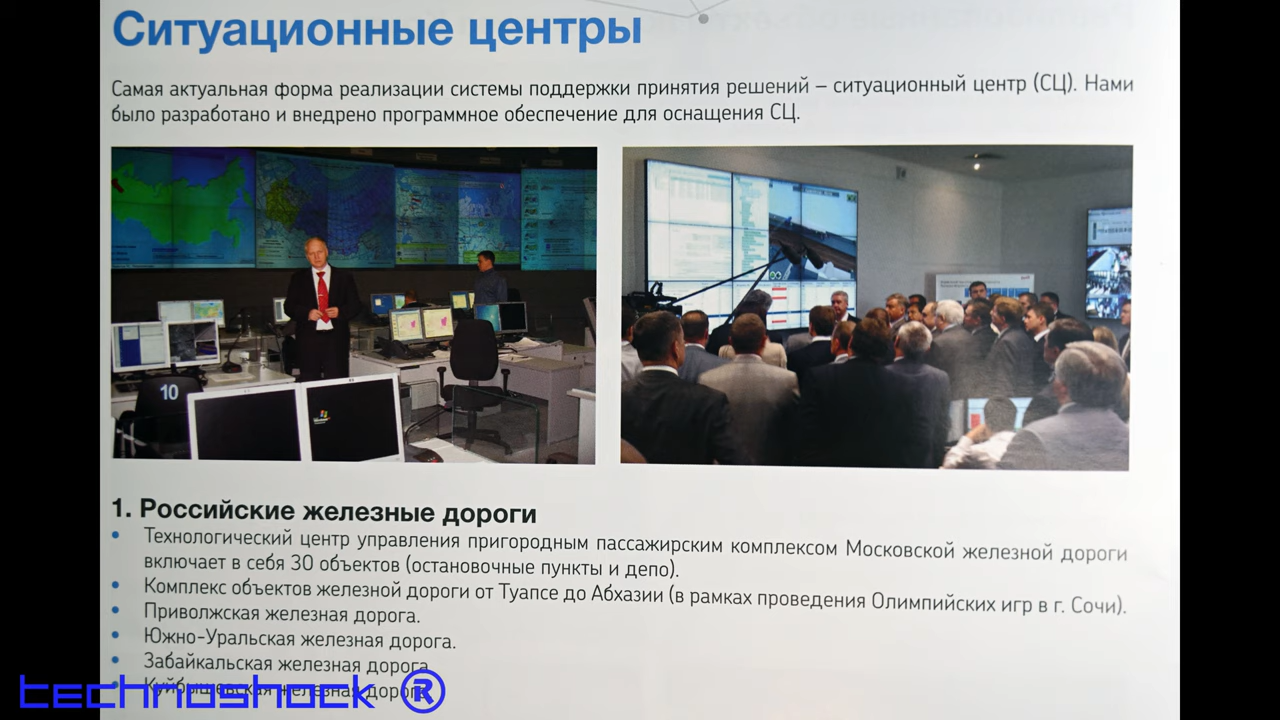 Ситуационные центры
Самая актуальная форма реализации системы поддержки принятия решений – ситуационный центр (СЦ). Нами
было разработано и внедрено программное обеспечение для оснащения СЦ.
10
1. Российские железные дороги
• Технологический центр управления пригородным пассажирским комплексом Московской железной дороги
включает в себя 30 объектов (остановочные пункты и депо).
• Комплекс объектов железной дороги от Туапсе до Абхазии (в рамках проведения Олимпийских игр в г. Сочи).
• Приволжская железная дорога.
• Южно-Уральская железная дорога.
• Забайкальская железная дорога.
• Куйбышевская железная дорога.
technoshock ®